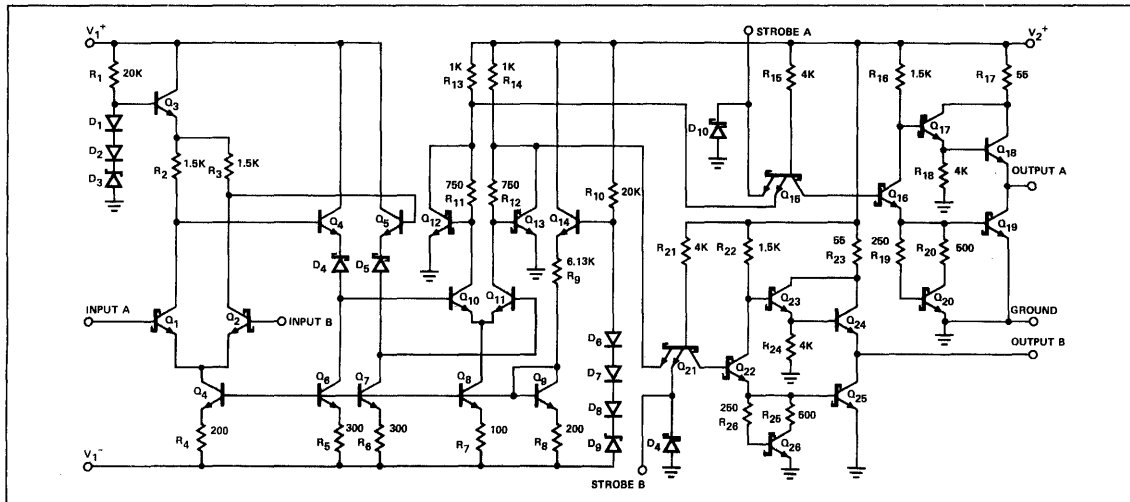 V1+
STROBE A
V2+
R1 20K
1K
R13
1K
R14
R15 4K
R16 1.5K
R17 55
Q3
D1
D2
D3
D10
Q17
Q18
R2 1.5K
R3 1.5K
R18 4K
OUTPUT A
750
R11
750
R12
R10 20K
Q15
Q16
Q4
Q5
Q12
Q13
Q14
Q19
R21 4K
R22 1.5K
55
R23
250
R19
R20 500
D4
D5
6.13K
R9
Q10
Q11
Q23
Q20
Q24
GROUND
INPUT A
Q1
Q2
INPUT B
D6
R24 4K
OUTPUT B
D7
Q21
Q22
Q4
Q6
Q7
Q8
Q9
D8
Q25
R4 200
300
R5
300
R6
100
R7
200
R8
D9
D4
250
R26
R25 500
Q26
V1-
STROBE B